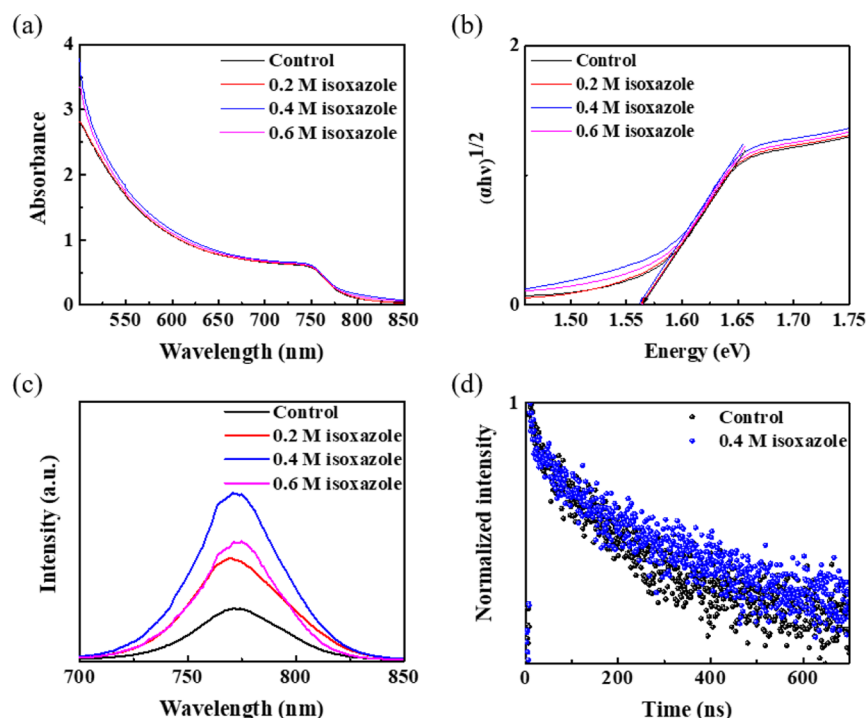 (a)
4
3
2
1
0
Absorbance
Control
0.2 M isoxazole
0.4 M isoxazole
0.6 M isoxazole
550 600 650 700 750 800 850
Wavelength (nm)
(b)
2
1
0
(αhv)1/2
Control
0.2 M isoxazole
0.4 M isoxazole
0.6 M isoxazole
1.50 1.55 1.60 1.65 1.70 1.75
Energy (eV)
(c)
Intensity (a.u.)
Control
0.2 M isoxazole
0.4 M isoxazole
0.6 M isoxazole
700 750 800 850
Wavelength (nm)
(d)
1
Normalized intensity
Control
0.4 M isoxazole
0 200 400 600
Time (ns)